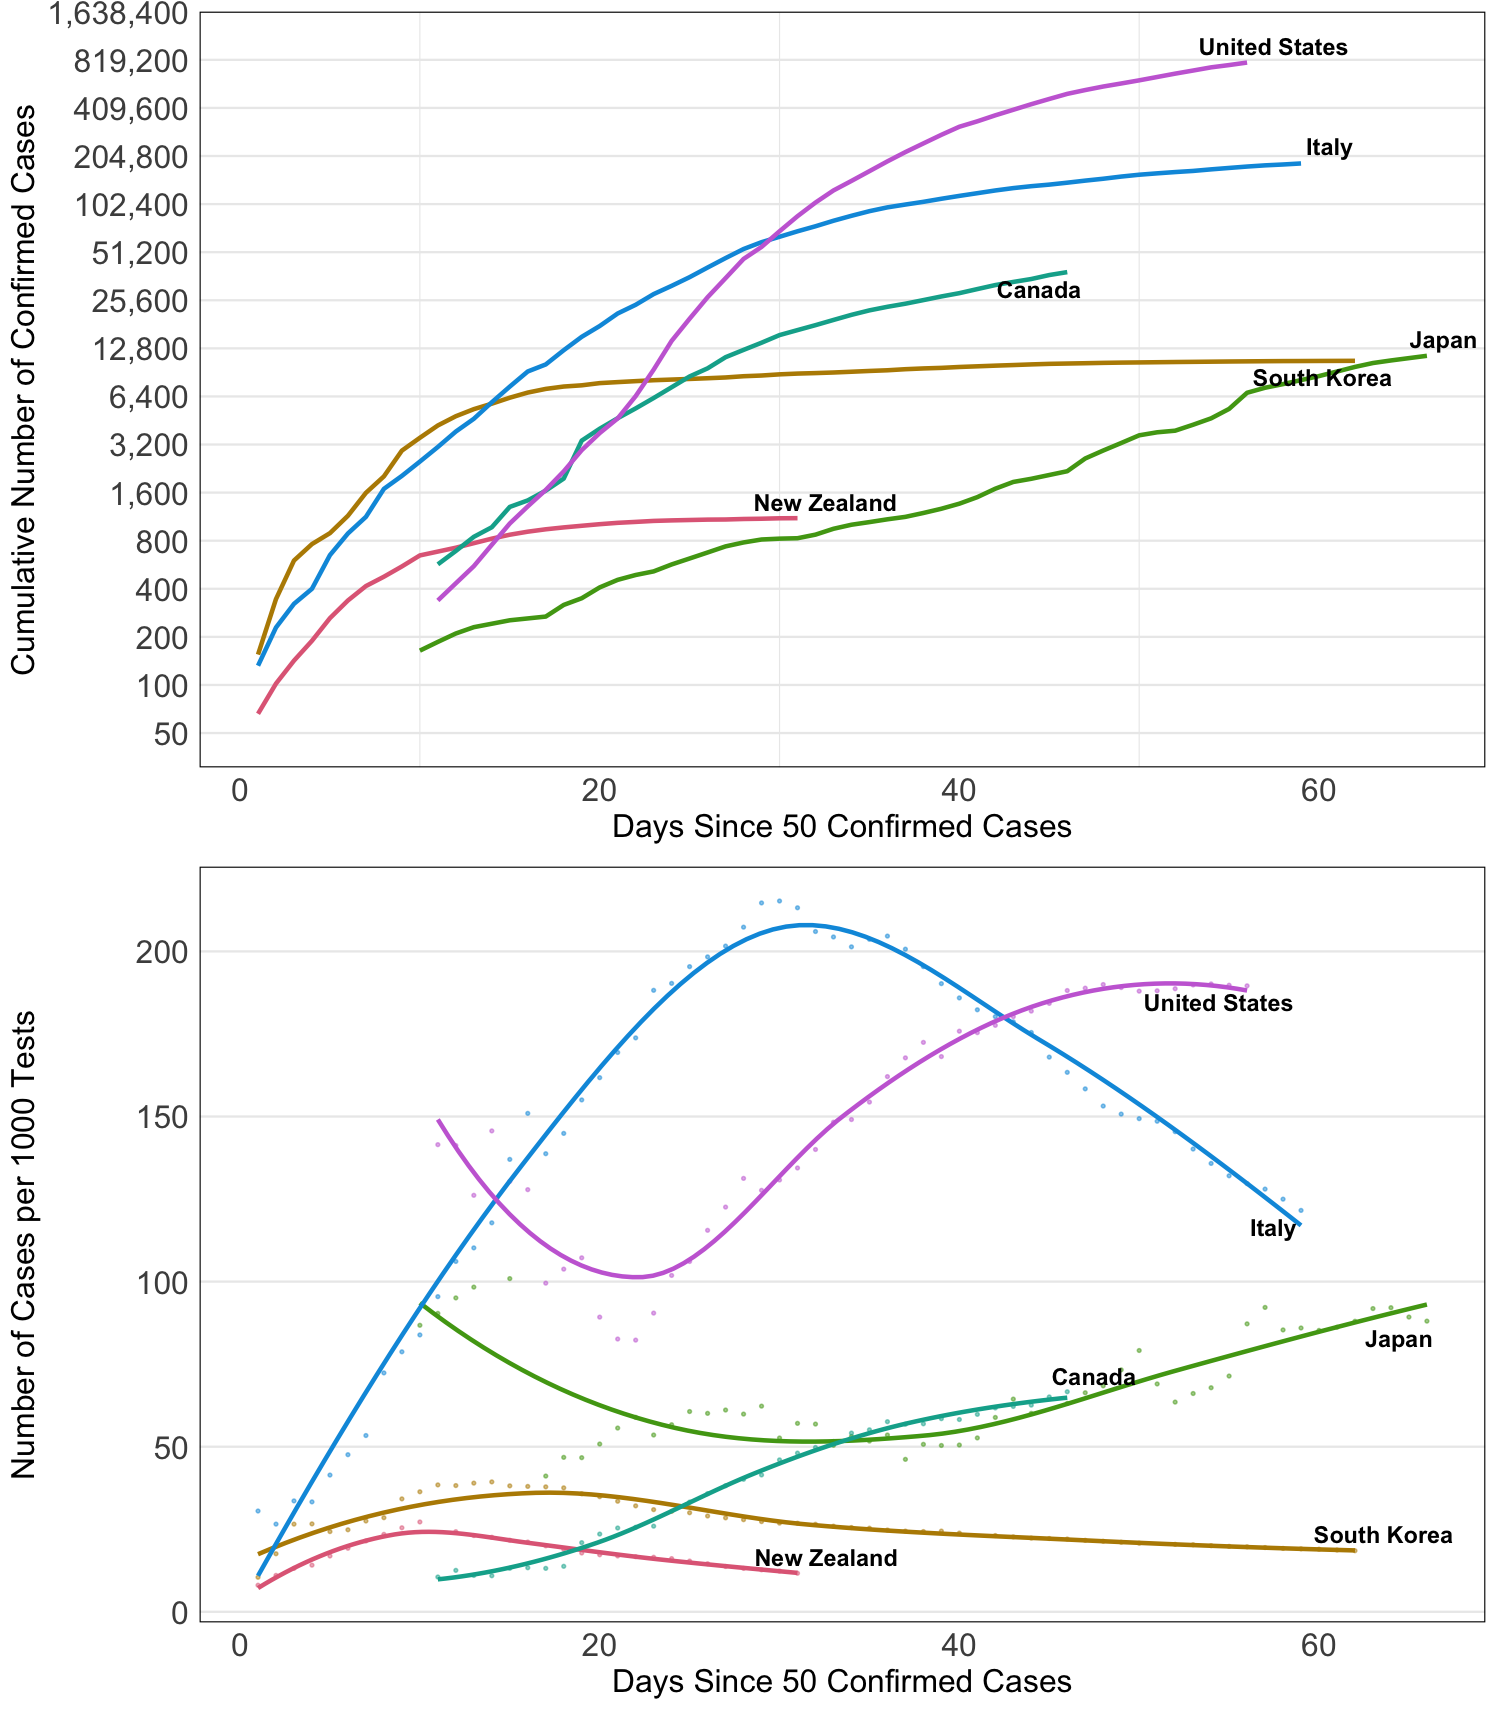 Cumulative Number of Confirmed Cases
1,638,400
819,200
409,600
204,800
102,400
51,200
25,600
12,800
6,400
3,200
1,600
800
400
200
100
50
United States
Italy
Canada
Japan
South Korea
New Zealand
0 20 40 60
Days Since 50 Confirmed Cases
Number of Cases per 1000 Tests
200
150
100
50
0
United States
Italy
Japan
Canada
South Korea
New Zealand
0 20 40 60
Days Since 50 Confirmed Cases